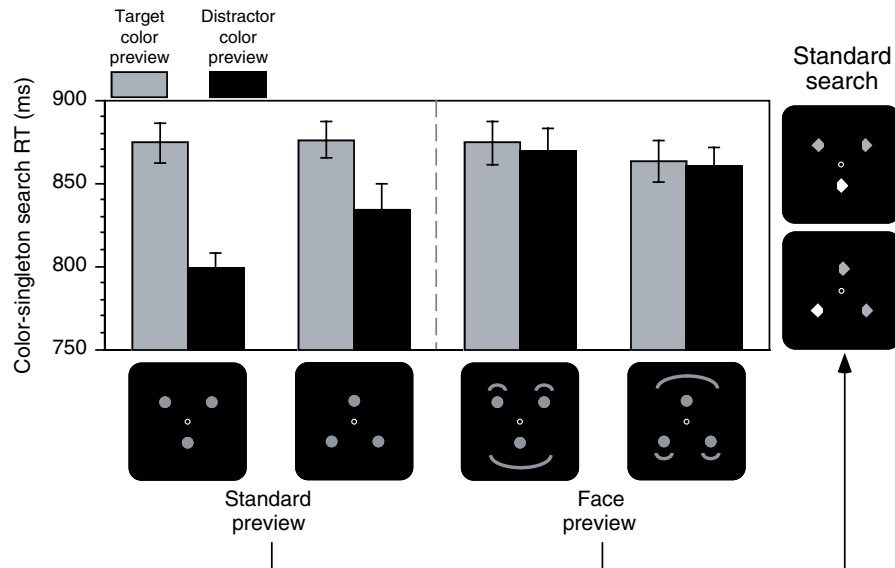 Target
color
preview
Distractor
color
preview
Standard
search
Color-singleton search RT (ms)
900
850
800
750
Standard
preview
Face
preview